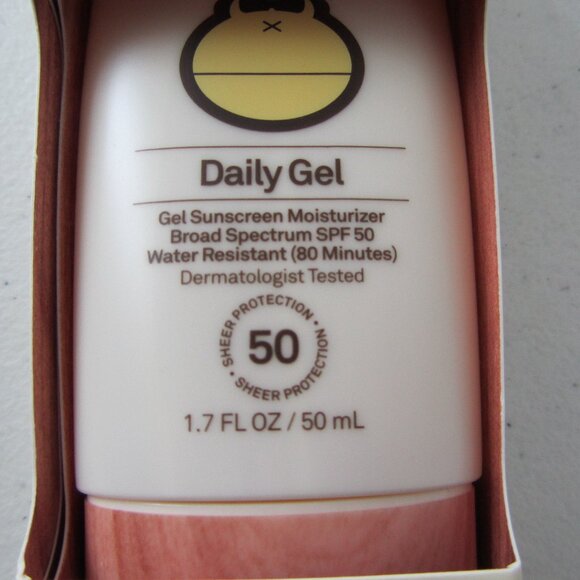 Daily Gel
Gel Sunscreen Moisturizer
Broad Spectrum SPF 50
Water Resistant (80 Minutes)
Dermatologist Tested
• SHEER PROTECTION • SHEER PROTECTION
50
1.7 FL OZ / 50 mL